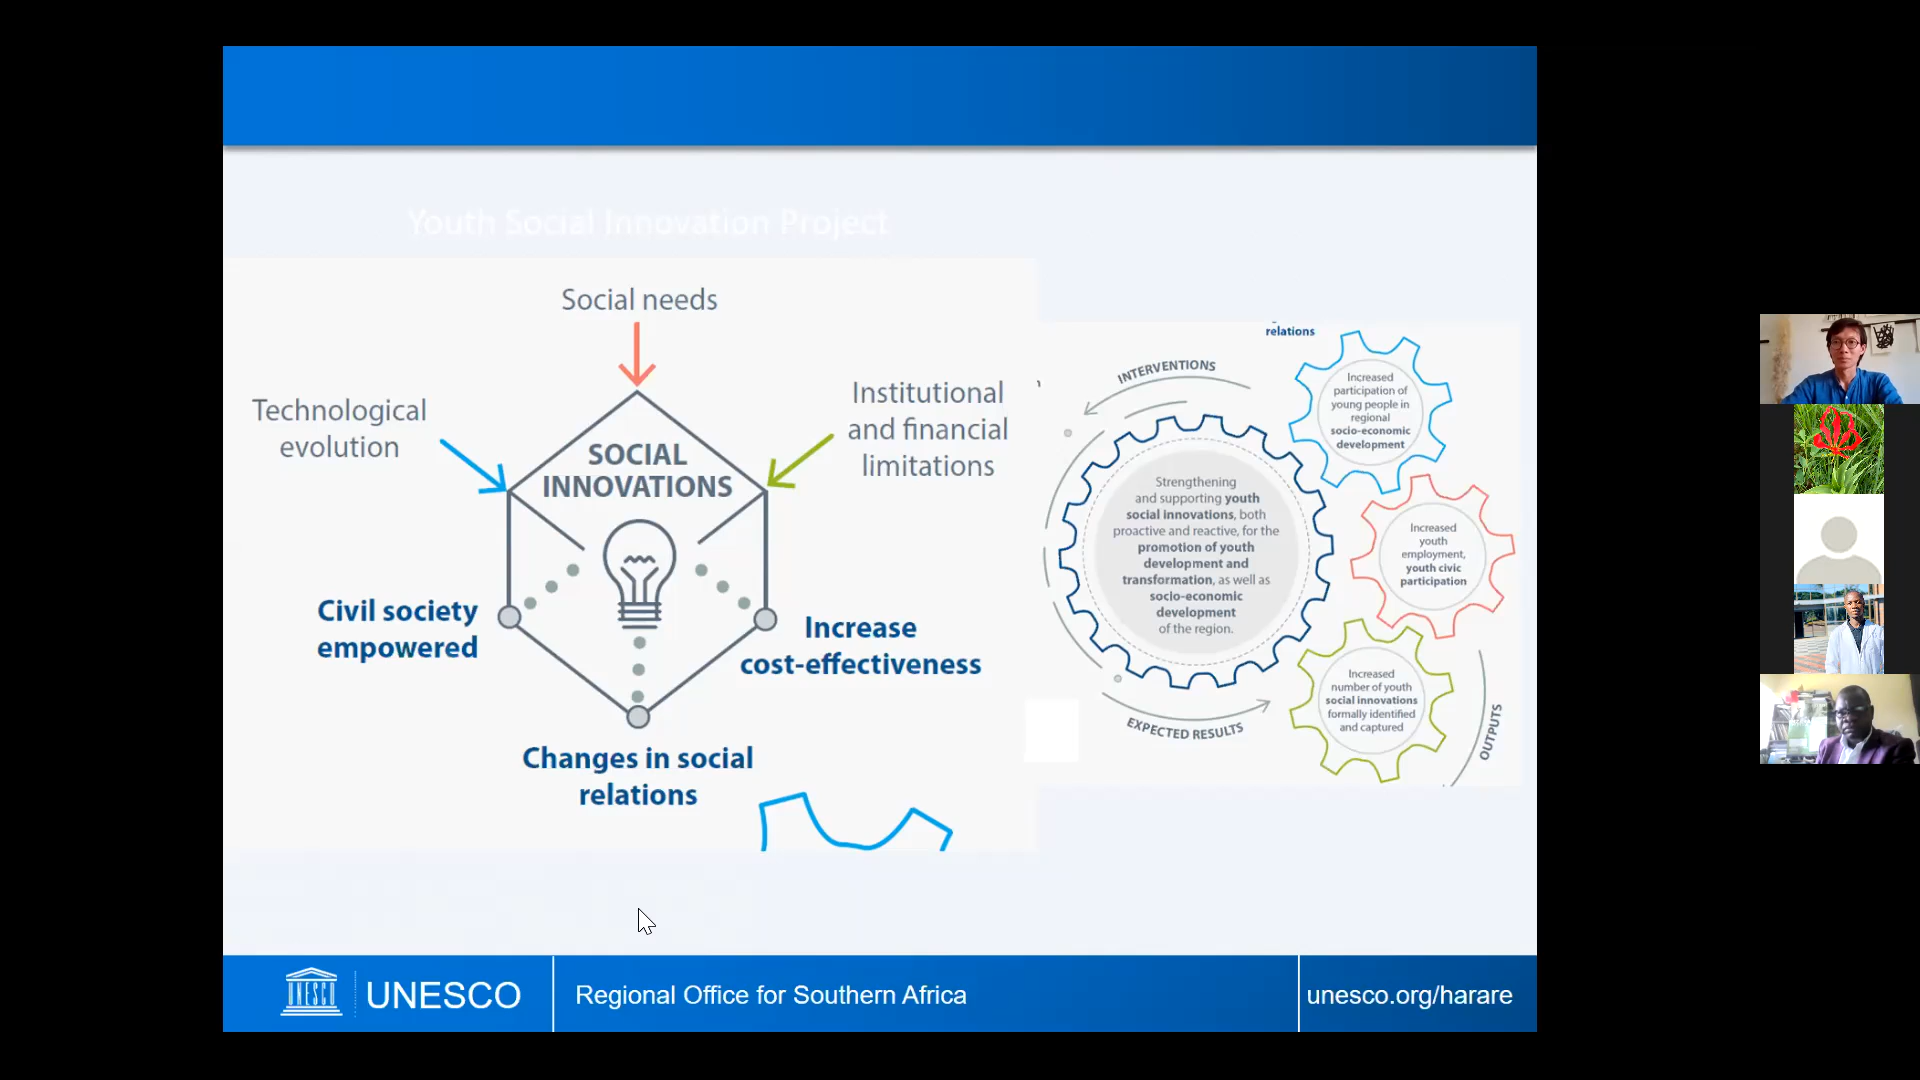 Youth Social Innovation Project
Social needs
Technological
evolution
Institutional
and financial
limitations
SOCIAL
INNOVATIONS
Civil society
empowered
Increase
cost-effectiveness
Changes in social
relations
relations
INTERVENTIONS
Strengthening
and supporting youth
social innovations, both
proactive and reactive, for the
promotion of youth
development and
transformation, as well as
socio-economic
development
of the region.
EXPECTED RESULTS
Increased
participation of
young people in
regional
socio-economic
development
Increased
youth
employment,
youth civic
participation
Increased
number of youth
social innovations
formally identified
and captured
OUTPUTS
UNESCO
UNESCO
Regional Office for Southern Africa
unesco.org/harare